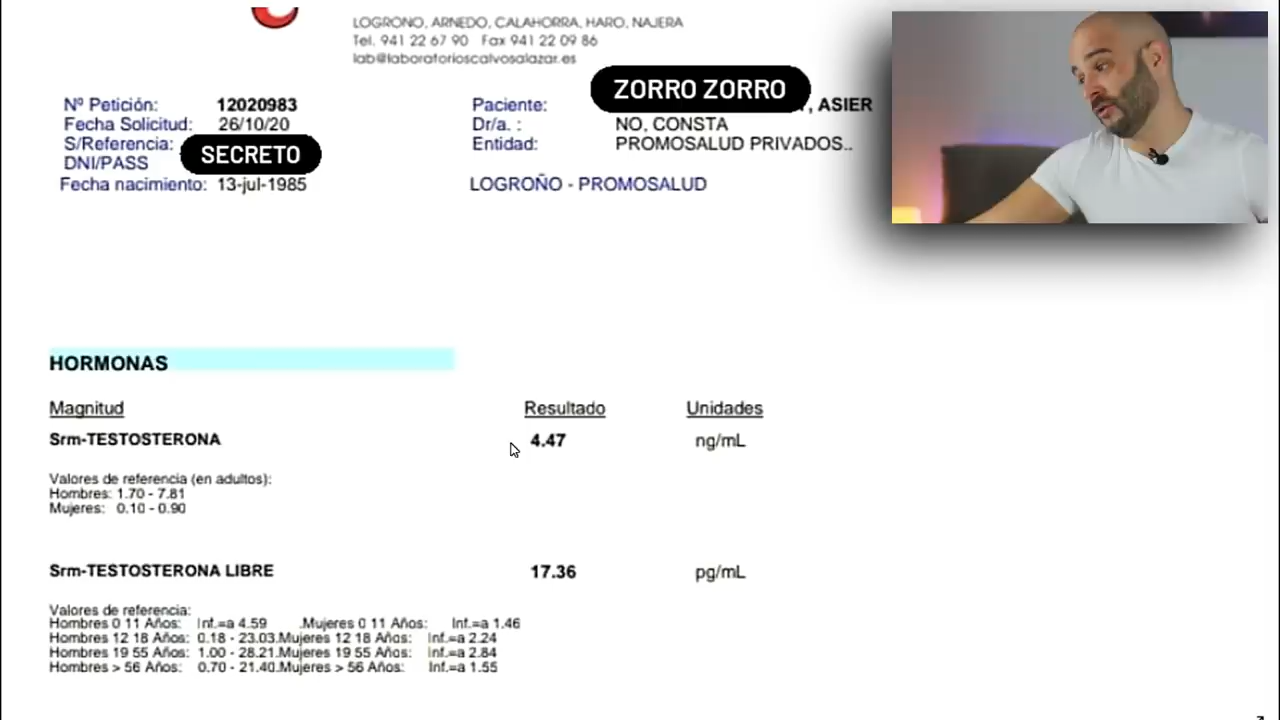 LOGROÑO, ARNEDO, CALAHORRA, HARO, NAJERA
Tel. 941 22 67 90 Fax 941 22 09 86
lab@laboratorioscalvosalazar.es
ZORRO ZORRO
Nº Petición: 12020983 Paciente: , ASIER
Fecha Solicitud: 26/10/20 Dr/a. : NO, CONSTA
S/Referencia: Entidad: PROMOSALUD PRIVADOS..
SECRETO
DNI/PASS
Fecha nacimiento: 13-jul-1985 LOGROÑO - PROMOSALUD
HORMONAS
Magnitud Resultado Unidades
Srm-TESTOSTERONA 4.47 ng/mL
Valores de referencia (en adultos):
Hombres: 1.70 - 7.81
Mujeres: 0.10 - 0.90
Srm-TESTOSTERONA LIBRE 17.36 pg/mL
Valores de referencia:
Hombres 0 11 Años: Inf.=a 4.59 .Mujeres 0 11 Años: Inf.=a 1.46
Hombres 12 18 Años: 0.18 - 23.03.Mujeres 12 18 Años: Inf.=a 2.24
Hombres 19 55 Años: 1.00 - 28.21.Mujeres 19 55 Años: Inf.=a 2.84
Hombres > 56 Años: 0.70 - 21.40.Mujeres > 56 Años: Inf.=a 1.55